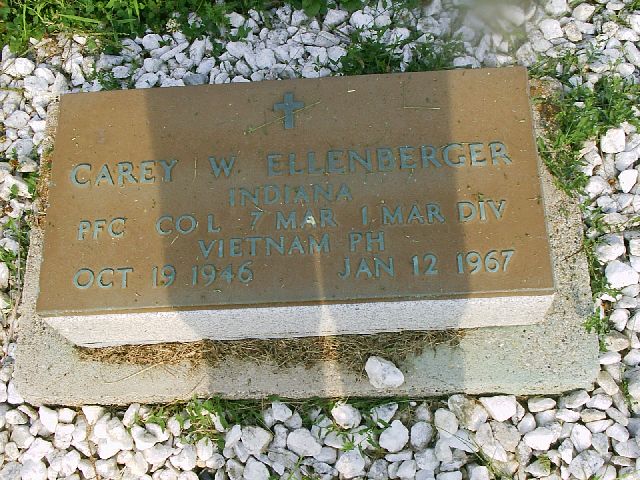 CAREY W ELLENBERGER
INDIANA
PFC CO L 7 MAR 1 MAR DIV
VIETNAM PH
OCT 19 1946 JAN 12 1967